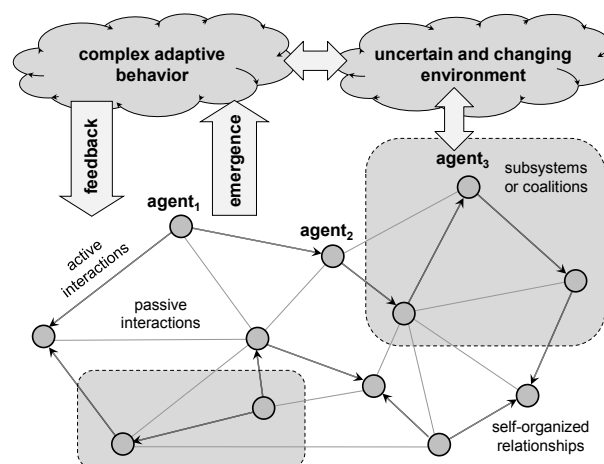 complex adaptive
behavior
uncertain and changing
environment
feedback
emergence
agent3
subsystems
or coalitions
agent1
agent2
active
interactions
passive
interactions
self-organized
relationships